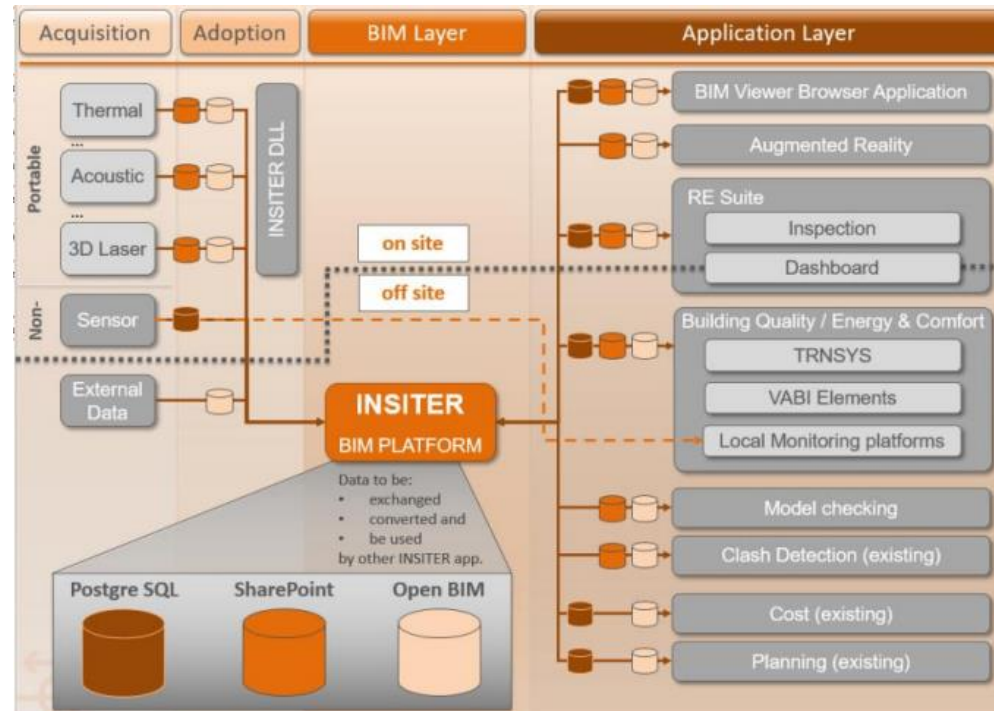 Acquisition
Adoption
BIM Layer
Application Layer
Portable
Thermal
...
Acoustic
...
3D Laser
INSITER DLL
Non-
Sensor
External
Data
on site
off site
INSITER
BIM PLATFORM
Data to be:
• exchanged
• converted and
• be used
by other INSITER app.
Postgre SQL
SharePoint
Open BIM
BIM Viewer Browser Application
Augmented Reality
RE Suite
Inspection
Dashboard
Building Quality / Energy & Comfort
TRNSYS
VABI Elements
Local Monitoring platforms
Model checking
Clash Detection (existing)
Cost (existing)
Planning (existing)